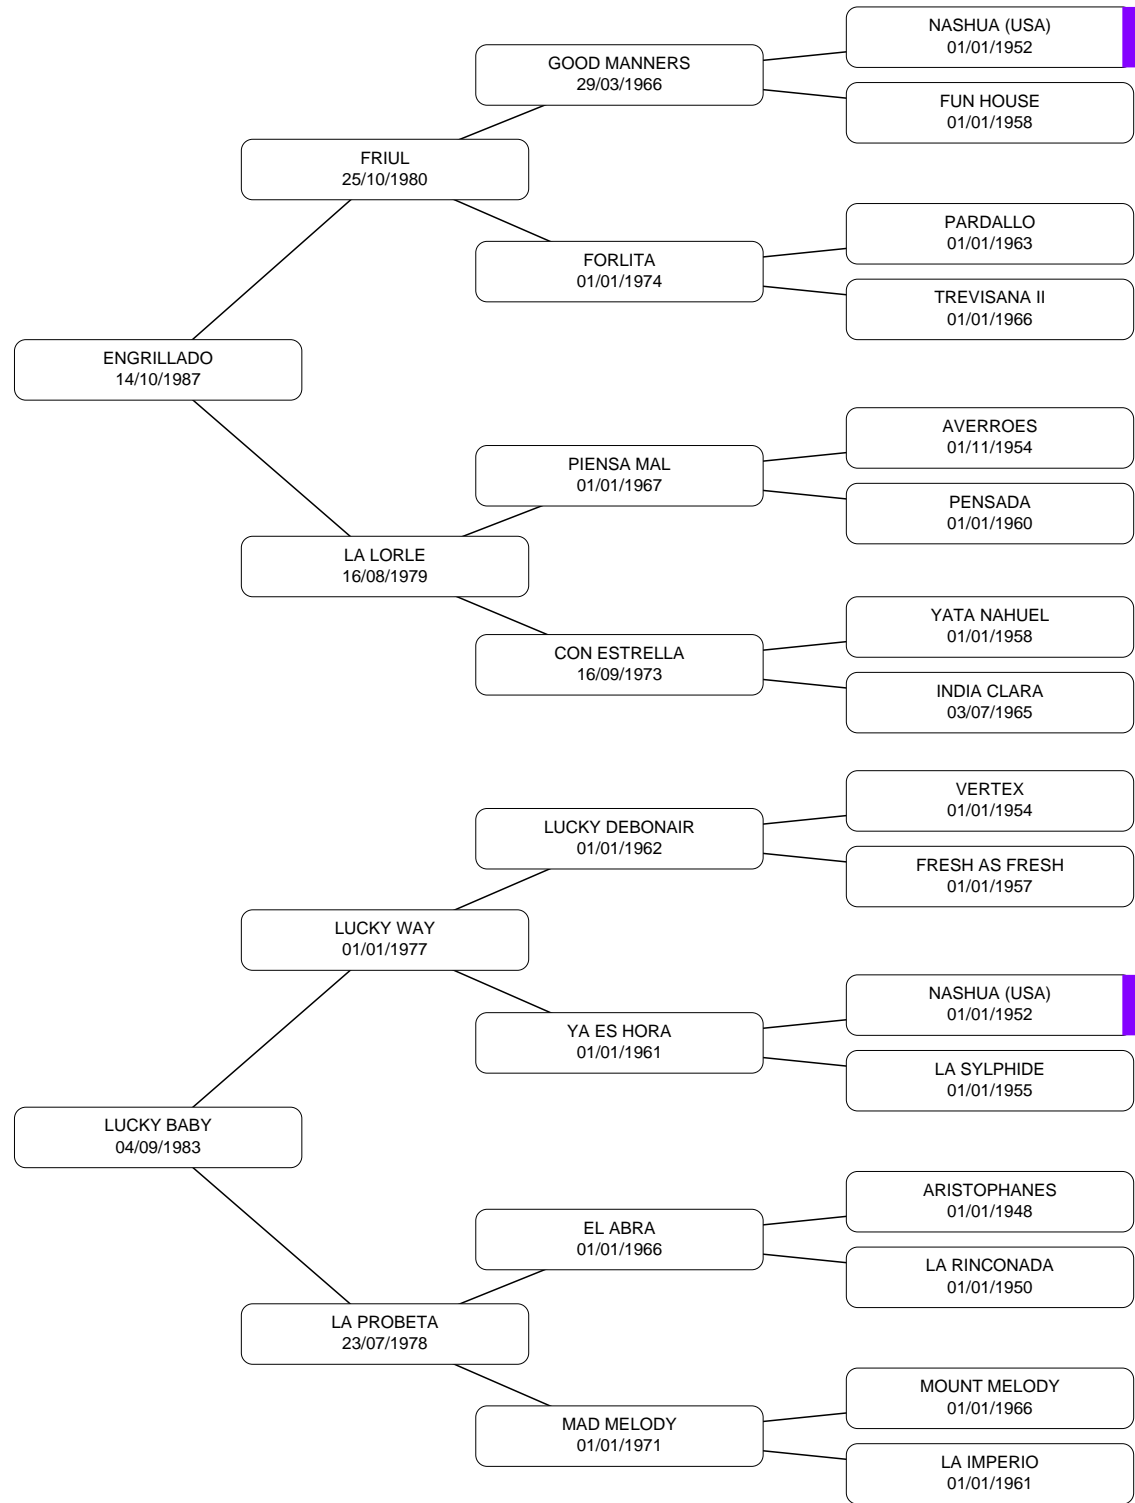 NASHUA (USA)
01/01/1952
GOOD MANNERS
29/03/1966
FUN HOUSE
01/01/1958
FRIUL
25/10/1980
PARDALLO
01/01/1963
FORLITA
01/01/1974
TREVISANA II
01/01/1966
ENGRILLADO
14/10/1987
AVERROES
01/11/1954
PIENSA MAL
01/01/1967
PENSADA
01/01/1960
LA LORLE
16/08/1979
YATA NAHUEL
01/01/1958
CON ESTRELLA
16/09/1973
INDIA CLARA
03/07/1965
VERTEX
01/01/1954
LUCKY DEBONAIR
01/01/1962
FRESH AS FRESH
01/01/1957
LUCKY WAY
01/01/1977
NASHUA (USA)
01/01/1952
YA ES HORA
01/01/1961
LA SYLPHIDE
01/01/1955
LUCKY BABY
04/09/1983
ARISTOPHANES
01/01/1948
EL ABRA
01/01/1966
LA RINCONADA
01/01/1950
LA PROBETA
23/07/1978
MOUNT MELODY
01/01/1966
MAD MELODY
01/01/1971
LA IMPERIO
01/01/1961